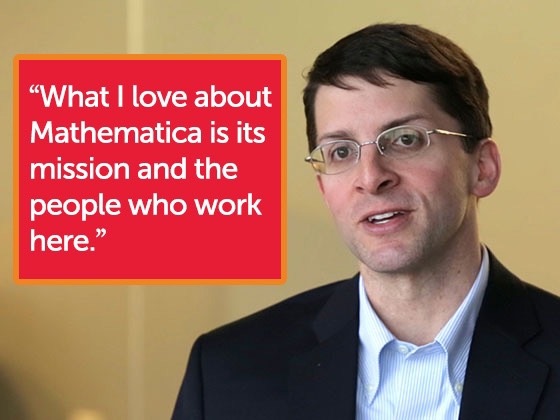 “What I love about
Mathematica is its
mission and the
people who work
here.”